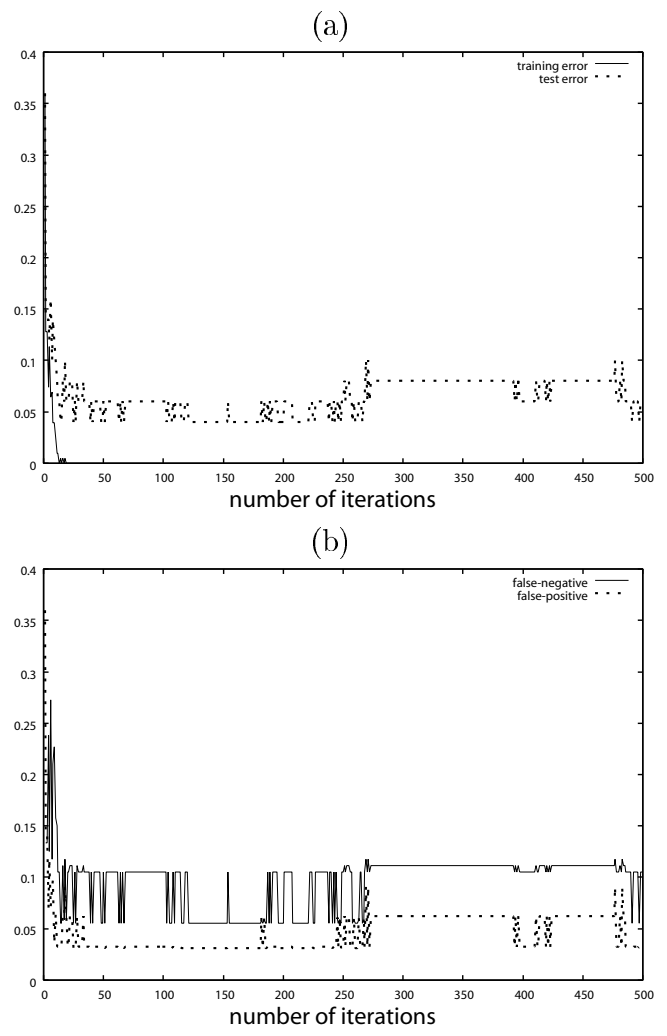 (a)
0.4
training error
test error
0.35
0.3
0.25
0.2
0.15
0.1
0.05
0
0 50 100 150 200 250 300 350 400 450 500
number of iterations
(b)
0.4
false-negative
false-positive
0.35
0.3
0.25
0.2
0.15
0.1
0.05
0
0 50 100 150 200 250 300 350 400 450 500
number of iterations